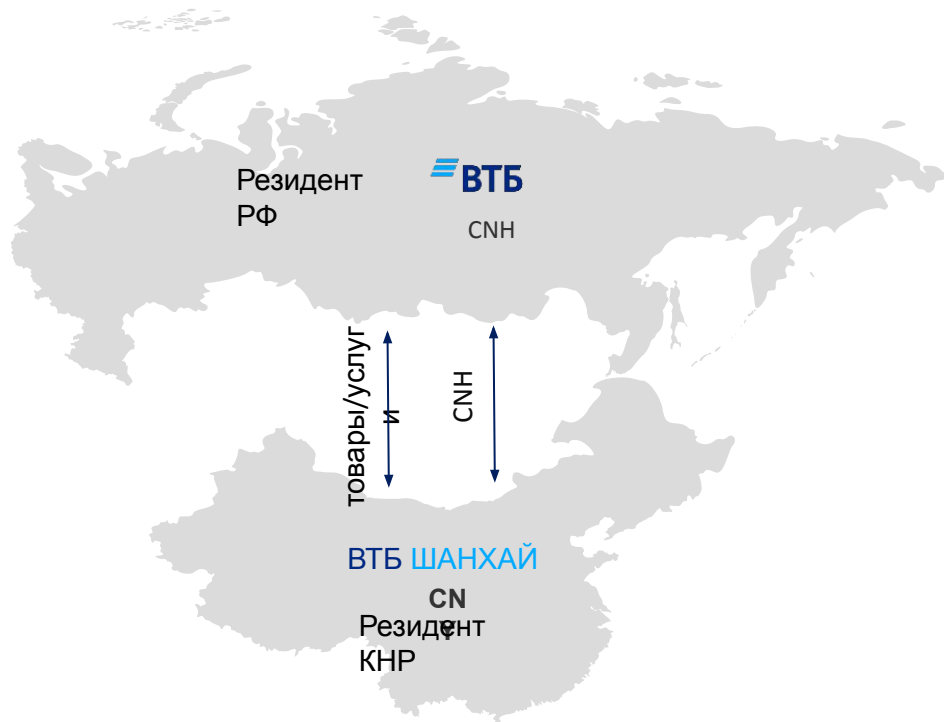 Резидент
РФ
ВТБ
CNH
товары/услуг
и
CNH
ВТБ ШАНХАЙ
CN
Y
Резидент
КНР